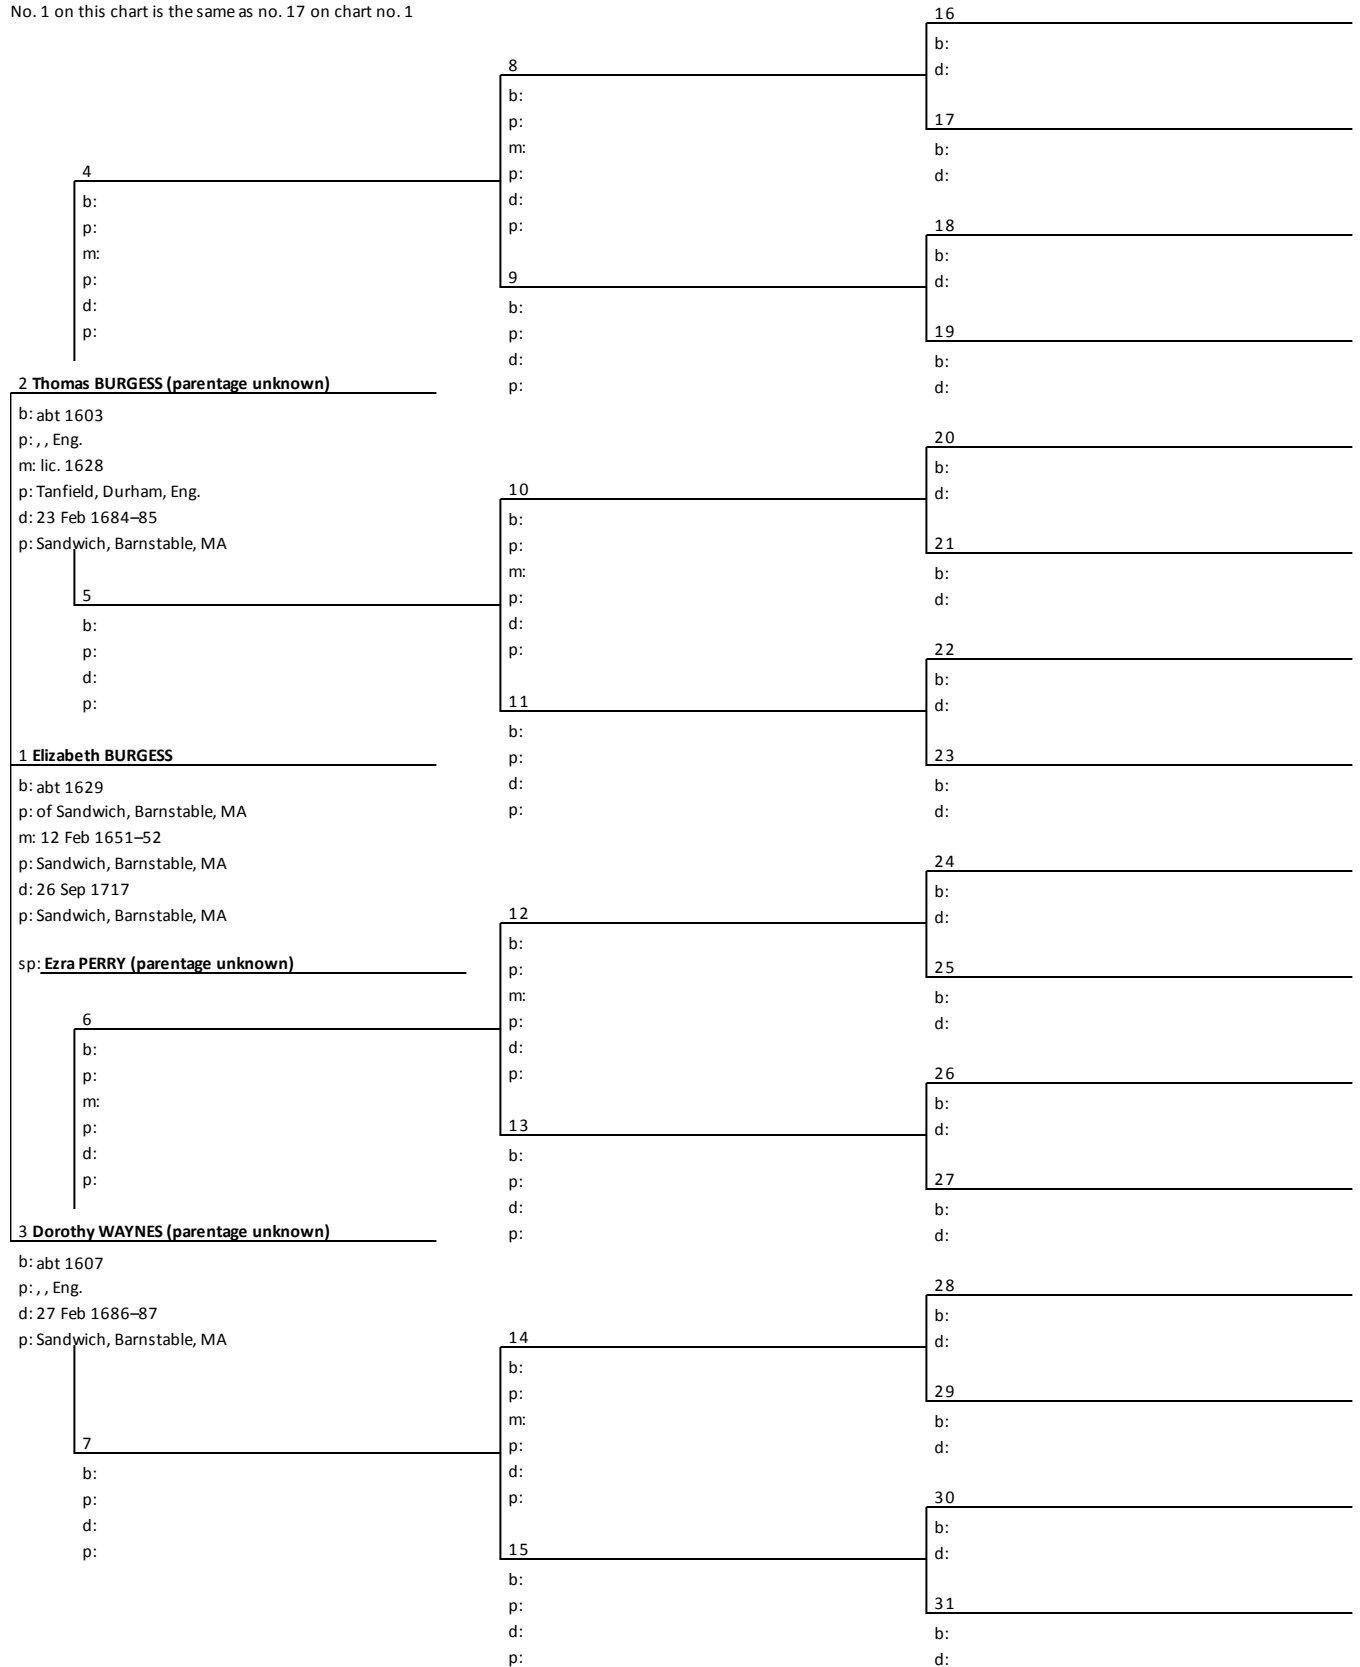 No. 1 on this chart is the same as no. 17 on chart no. 1
4
b:
p:
m:
p:
d:
p:
2 Thomas BURGESS (parentage unknown)
b: abt 1603
p: , , Eng.
m: lic. 1628
p: Tanfield, Durham, Eng.
d: 23 Feb 1684–85
p: Sandwich, Barnstable, MA
5
b:
p:
d:
p:
1 Elizabeth BURGESS
b: abt 1629
p: of Sandwich, Barnstable, MA
m: 12 Feb 1651–52
p: Sandwich, Barnstable, MA
d: 26 Sep 1717
p: Sandwich, Barnstable, MA
sp: Ezra PERRY (parentage unknown)
6
b:
p:
m:
p:
d:
p:
3 Dorothy WAYNES (parentage unknown)
b: abt 1607
p: , , Eng.
d: 27 Feb 1686–87
p: Sandwich, Barnstable, MA
7
b:
p:
d:
p:
8
b:
p:
m:
p:
d:
p:
9
b:
p:
d:
p:
10
b:
p:
m:
p:
d:
p:
11
b:
p:
d:
p:
12
b:
p:
m:
p:
d:
p:
13
b:
p:
d:
p:
14
b:
p:
m:
p:
d:
p:
15
b:
p:
d:
p:
16
b:
d:
17
b:
d:
18
b:
d:
19
b:
d:
20
b:
d:
21
b:
d:
22
b:
d:
23
b:
d:
24
b:
d:
25
b:
d:
26
b:
d:
27
b:
d:
28
b:
d:
29
b:
d:
30
b:
d:
31
b:
d: